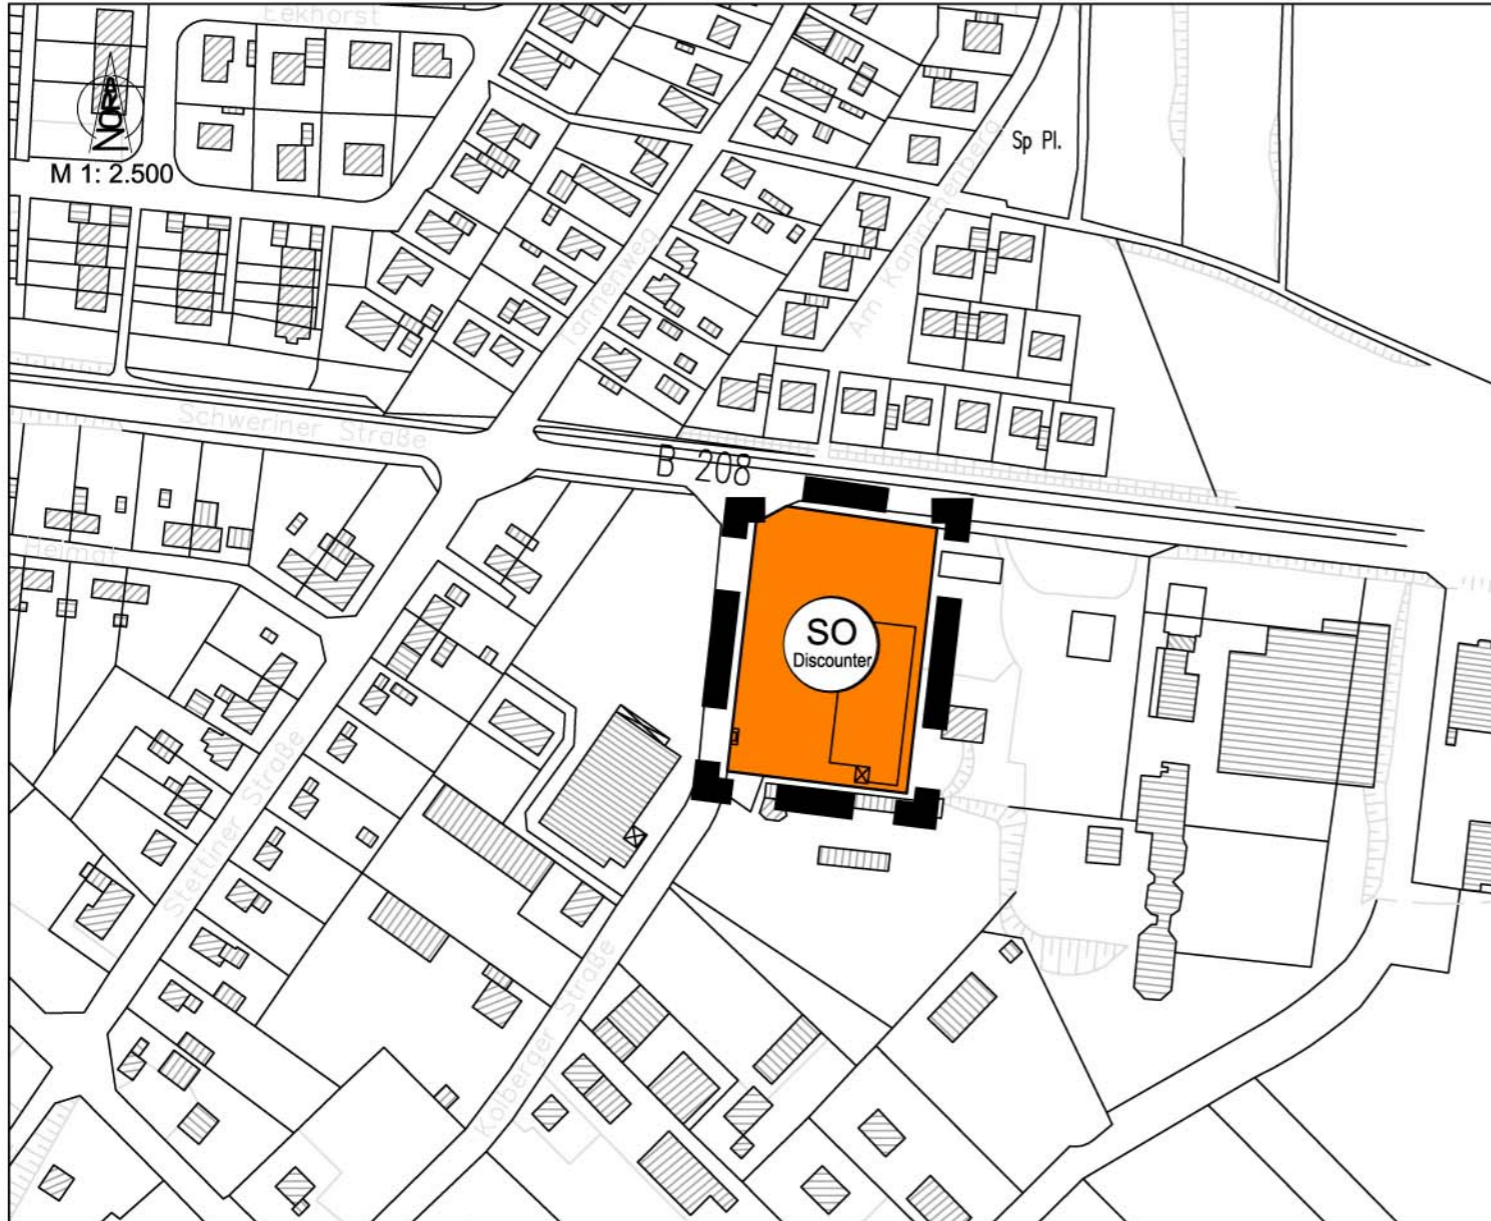 Eekhorst
NORD
M 1: 2.500
Sp Pl.
Tannenweg
Am Kaninchenberg
Schweriner Straße
B 208
Heimat
SO
Discounter
Stettiner Straße
Kolberger Straße